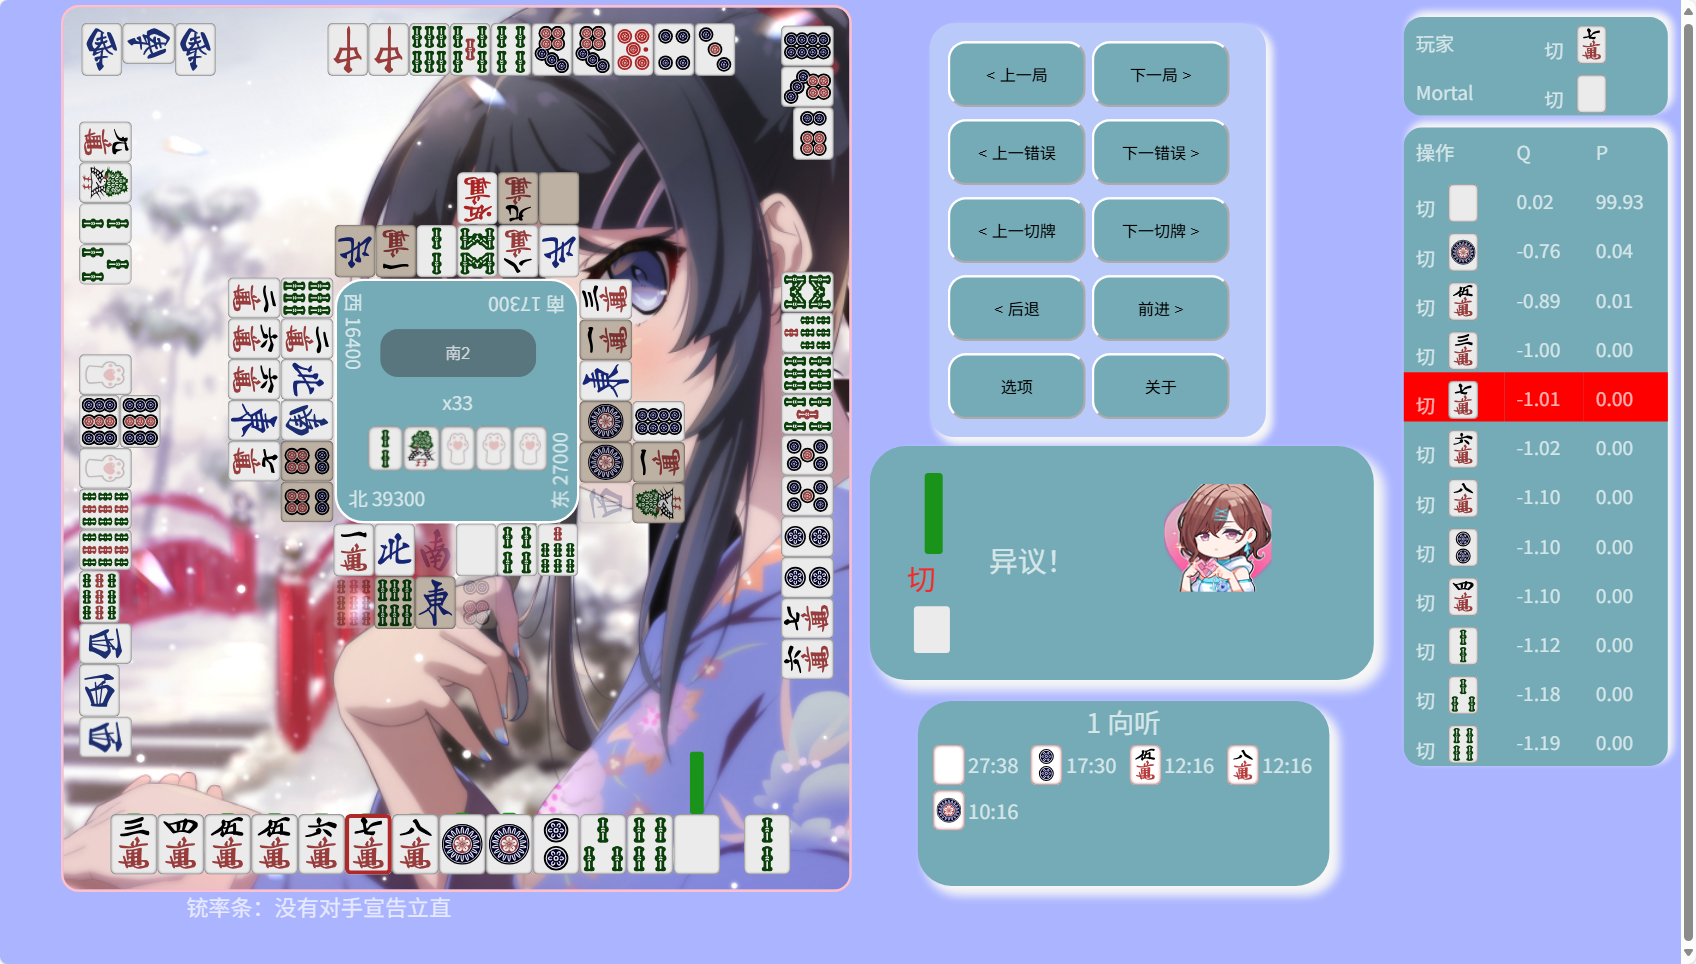 < 上一局
下一局 >
< 上一错误
下一错误 >
< 上一切牌
下一切牌 >
< 后退
前进 >
选项
关于
玩家 切
Mortal 切
操作 Q P
切 0.02 99.93
切 -0.76 0.04
切 -0.89 0.01
切 -1.00 0.00
切 -1.01 0.00
切 -1.02 0.00
切 -1.10 0.00
切 -1.10 0.00
切 -1.10 0.00
切 -1.12 0.00
切 -1.18 0.00
切 -1.19 0.00
南 17300
西 16400
南2
x33
东 27000
北 39300
异议!
切
1 向听
27:38 17:30 12:16 12:16
10:16
铳率条：没有对手宣告立直